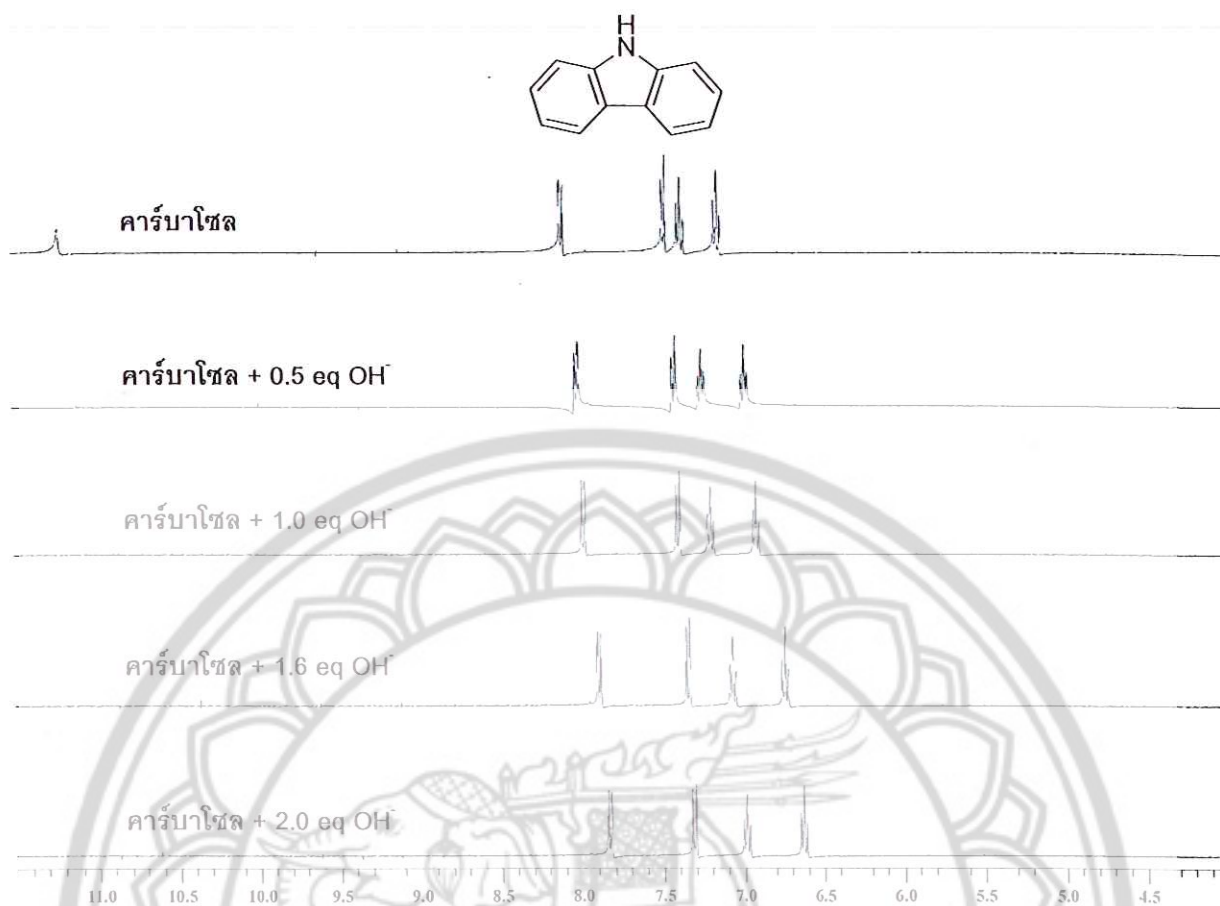 H
N
คาร์บาโซล
คาร์บาโซล + 0.5 eq OH⁻
คาร์บาโซล + 1.0 eq OH⁻
คาร์บาโซล + 1.6 eq OH⁻
คาร์บาโซล + 2.0 eq OH⁻
11.0 10.5 9.5 9.0 8.5 8.0 7.5 7.0 6.5 6.0 5.5 5.0 4.5